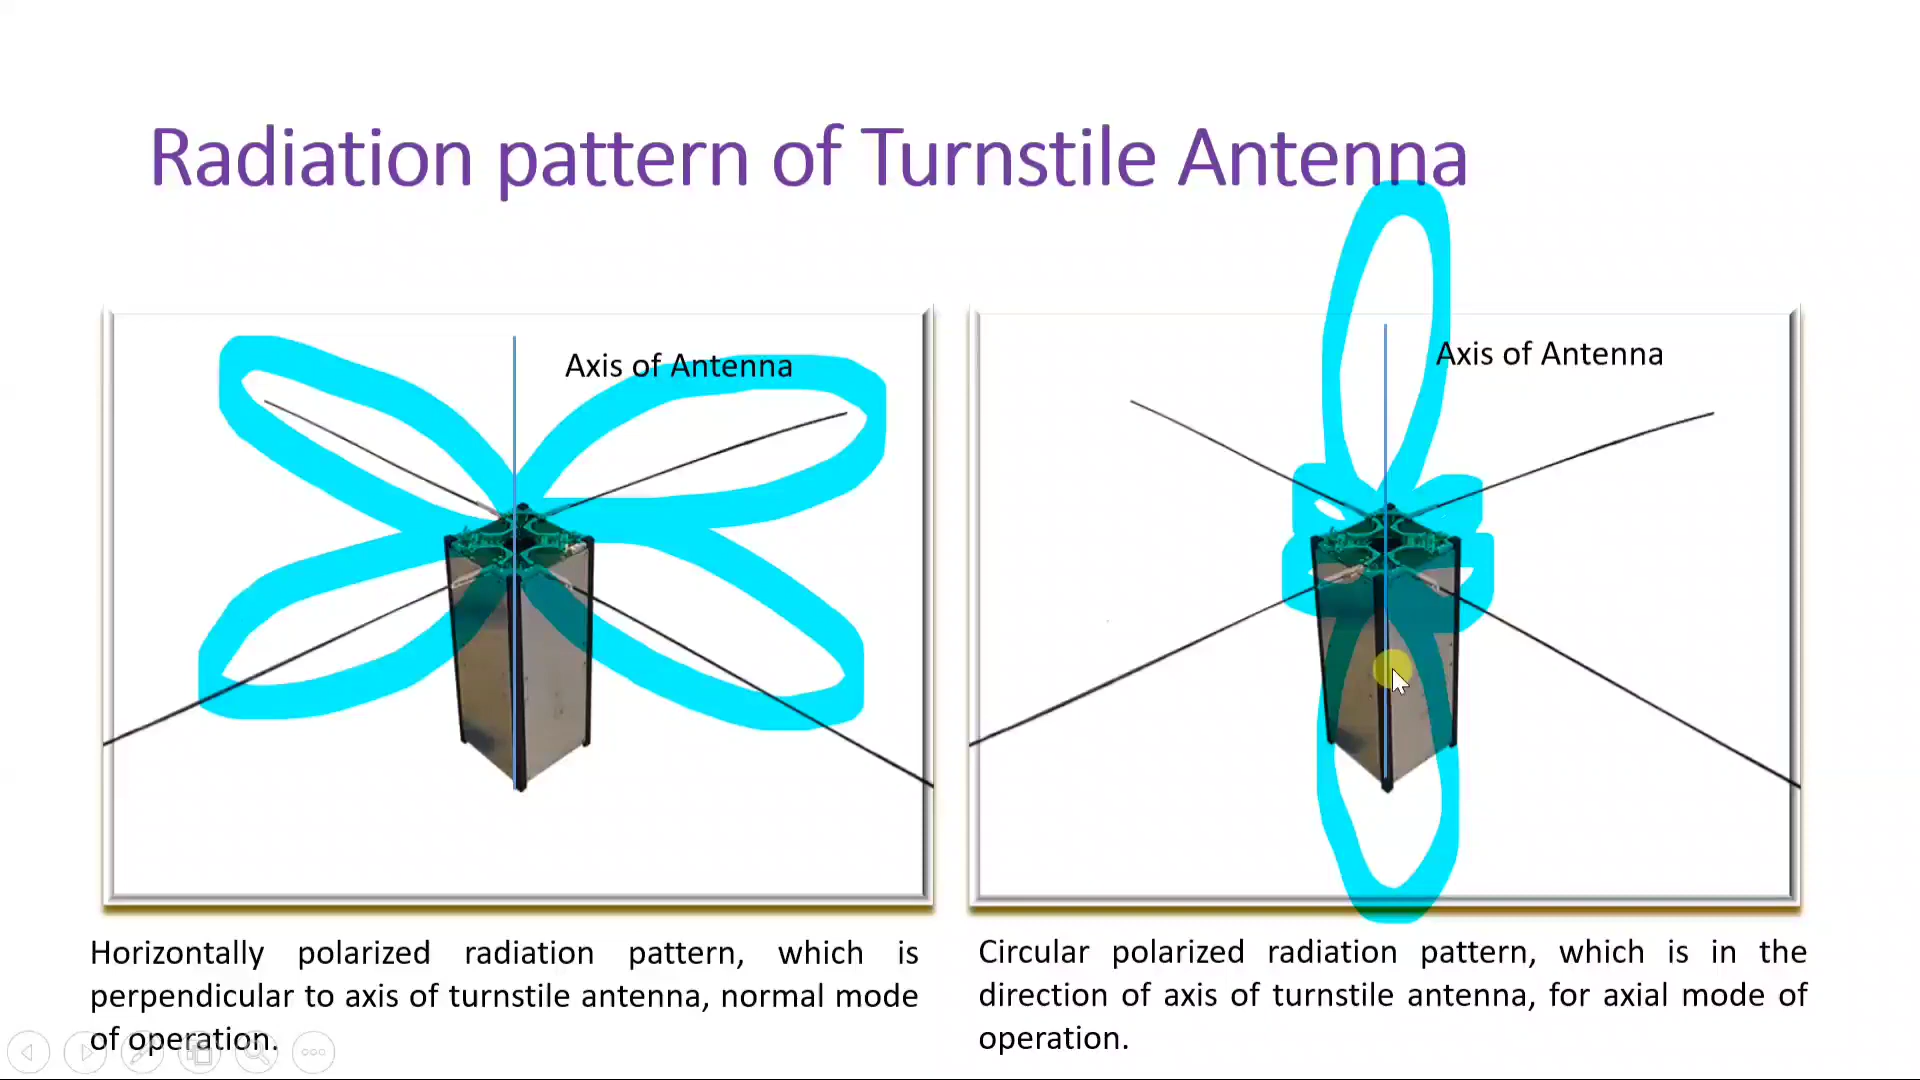 Radiation pattern of Turnstile Antenna
Axis of Antenna
Axis of Antenna
Horizontally polarized radiation pattern, which is
perpendicular to axis of turnstile antenna, normal mode
of operation.
Circular polarized radiation pattern, which is in the
direction of axis of turnstile antenna, for axial mode of
operation.